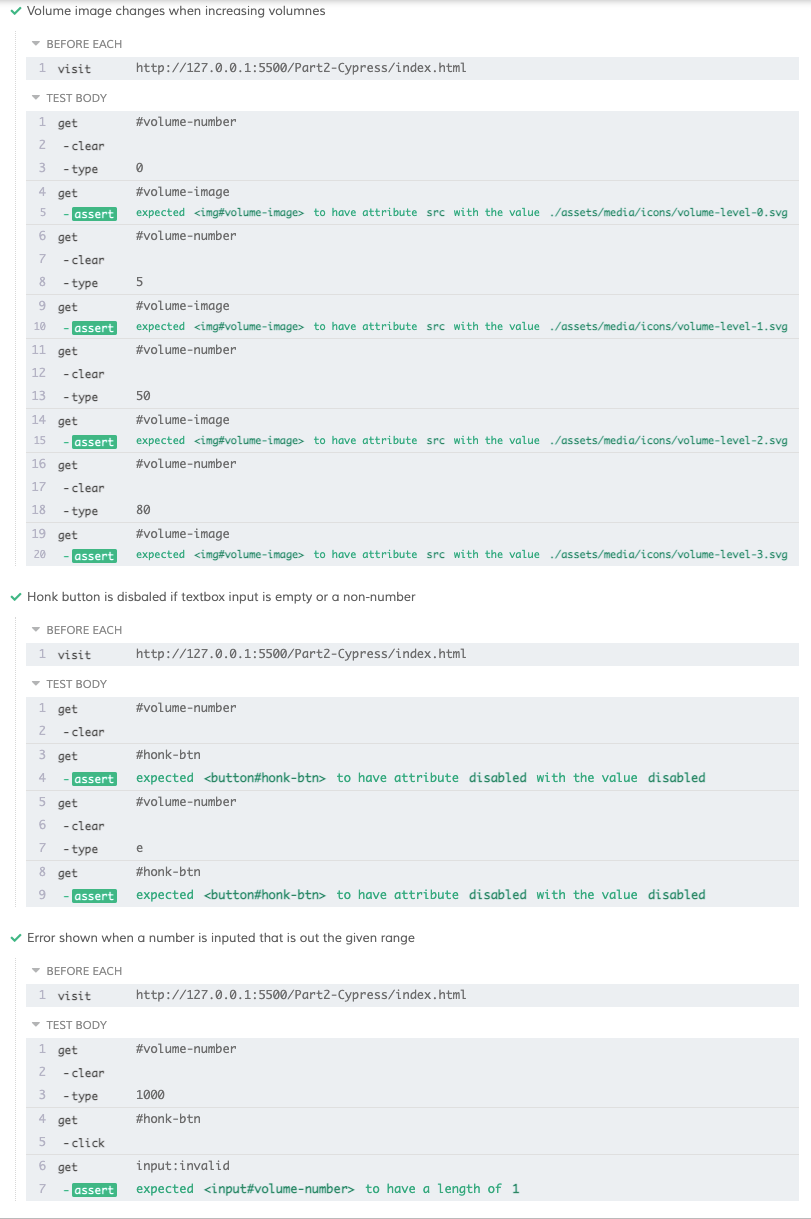 Volume image changes when increasing volumnes
BEFORE EACH
1 visit http://127.0.0.1:5500/Part2-Cypress/index.html
TEST BODY
1 get #volume-number
2 -clear
3 -type 0
4 get #volume-image
5 -assert expected <img#volume-image> to have attribute src with the value ./assets/media/icons/volume-level-0.svg
6 get #volume-number
7 -clear
8 -type 5
9 get #volume-image
10 -assert expected <img#volume-image> to have attribute src with the value ./assets/media/icons/volume-level-1.svg
11 get #volume-number
12 -clear
13 -type 50
14 get #volume-image
15 -assert expected <img#volume-image> to have attribute src with the value ./assets/media/icons/volume-level-2.svg
16 get #volume-number
17 -clear
18 -type 80
19 get #volume-image
20 -assert expected <img#volume-image> to have attribute src with the value ./assets/media/icons/volume-level-3.svg
Honk button is disbaled if textbox input is empty or a non-number
BEFORE EACH
1 visit http://127.0.0.1:5500/Part2-Cypress/index.html
TEST BODY
1 get #volume-number
2 -clear
3 get #honk-btn
4 -assert expected <button#honk-btn> to have attribute disabled with the value disabled
5 get #volume-number
6 -clear
7 -type e
8 get #honk-btn
9 -assert expected <button#honk-btn> to have attribute disabled with the value disabled
Error shown when a number is inputed that is out the given range
BEFORE EACH
1 visit http://127.0.0.1:5500/Part2-Cypress/index.html
TEST BODY
1 get #volume-number
2 -clear
3 -type 1000
4 get #honk-btn
5 -click
6 get input:invalid
7 -assert expected <input#volume-number> to have a length of 1